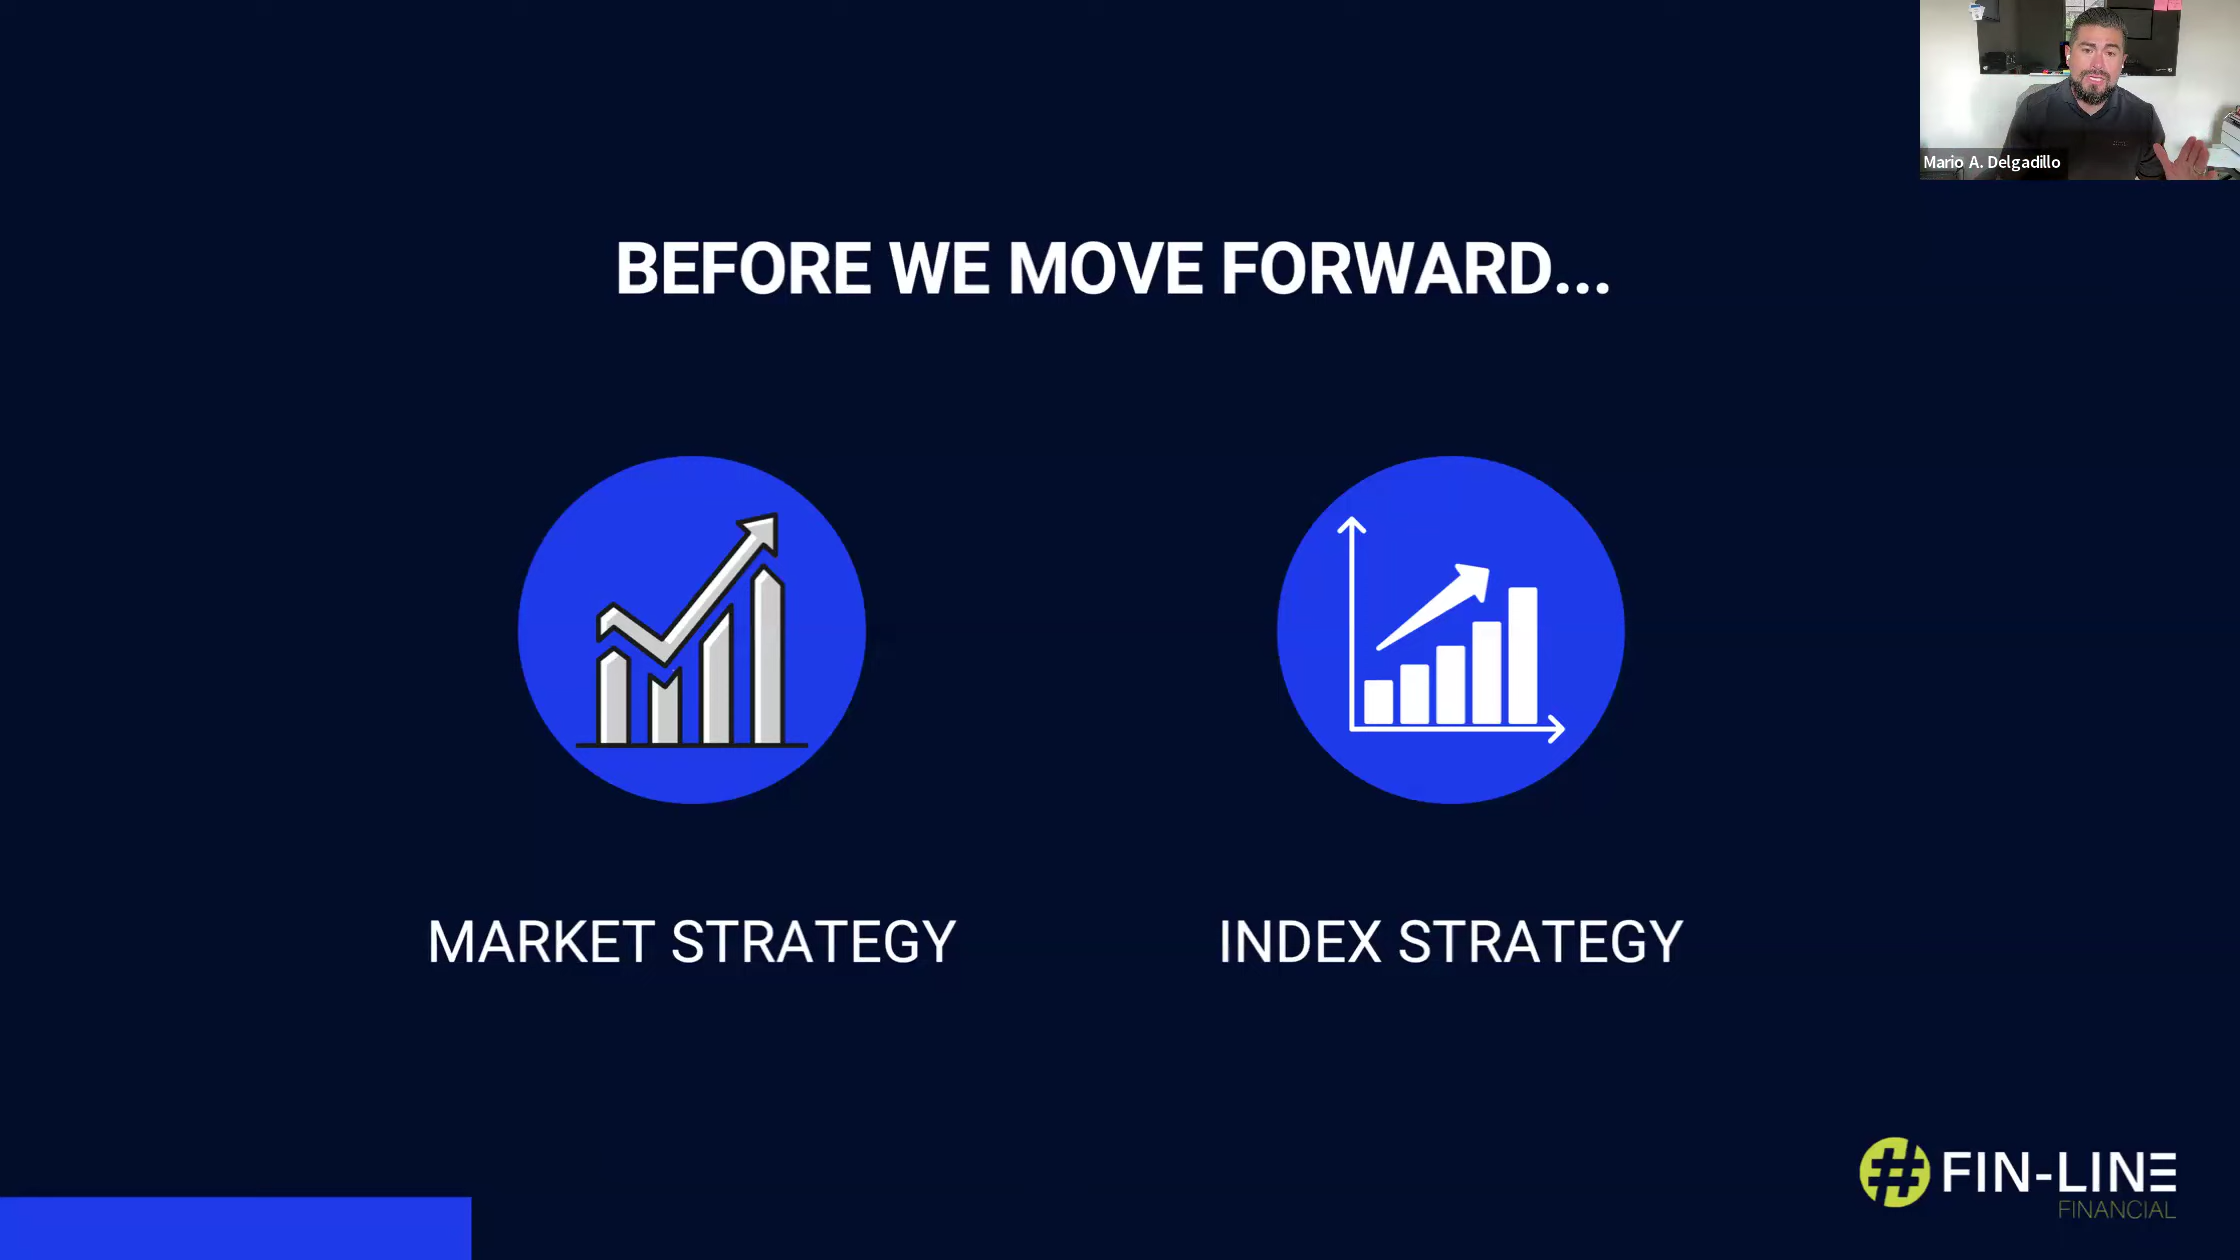 Mario A. Delgadillo
BEFORE WE MOVE FORWARD...
MARKET STRATEGY
INDEX STRATEGY
FIN-LINE
FINANCIAL